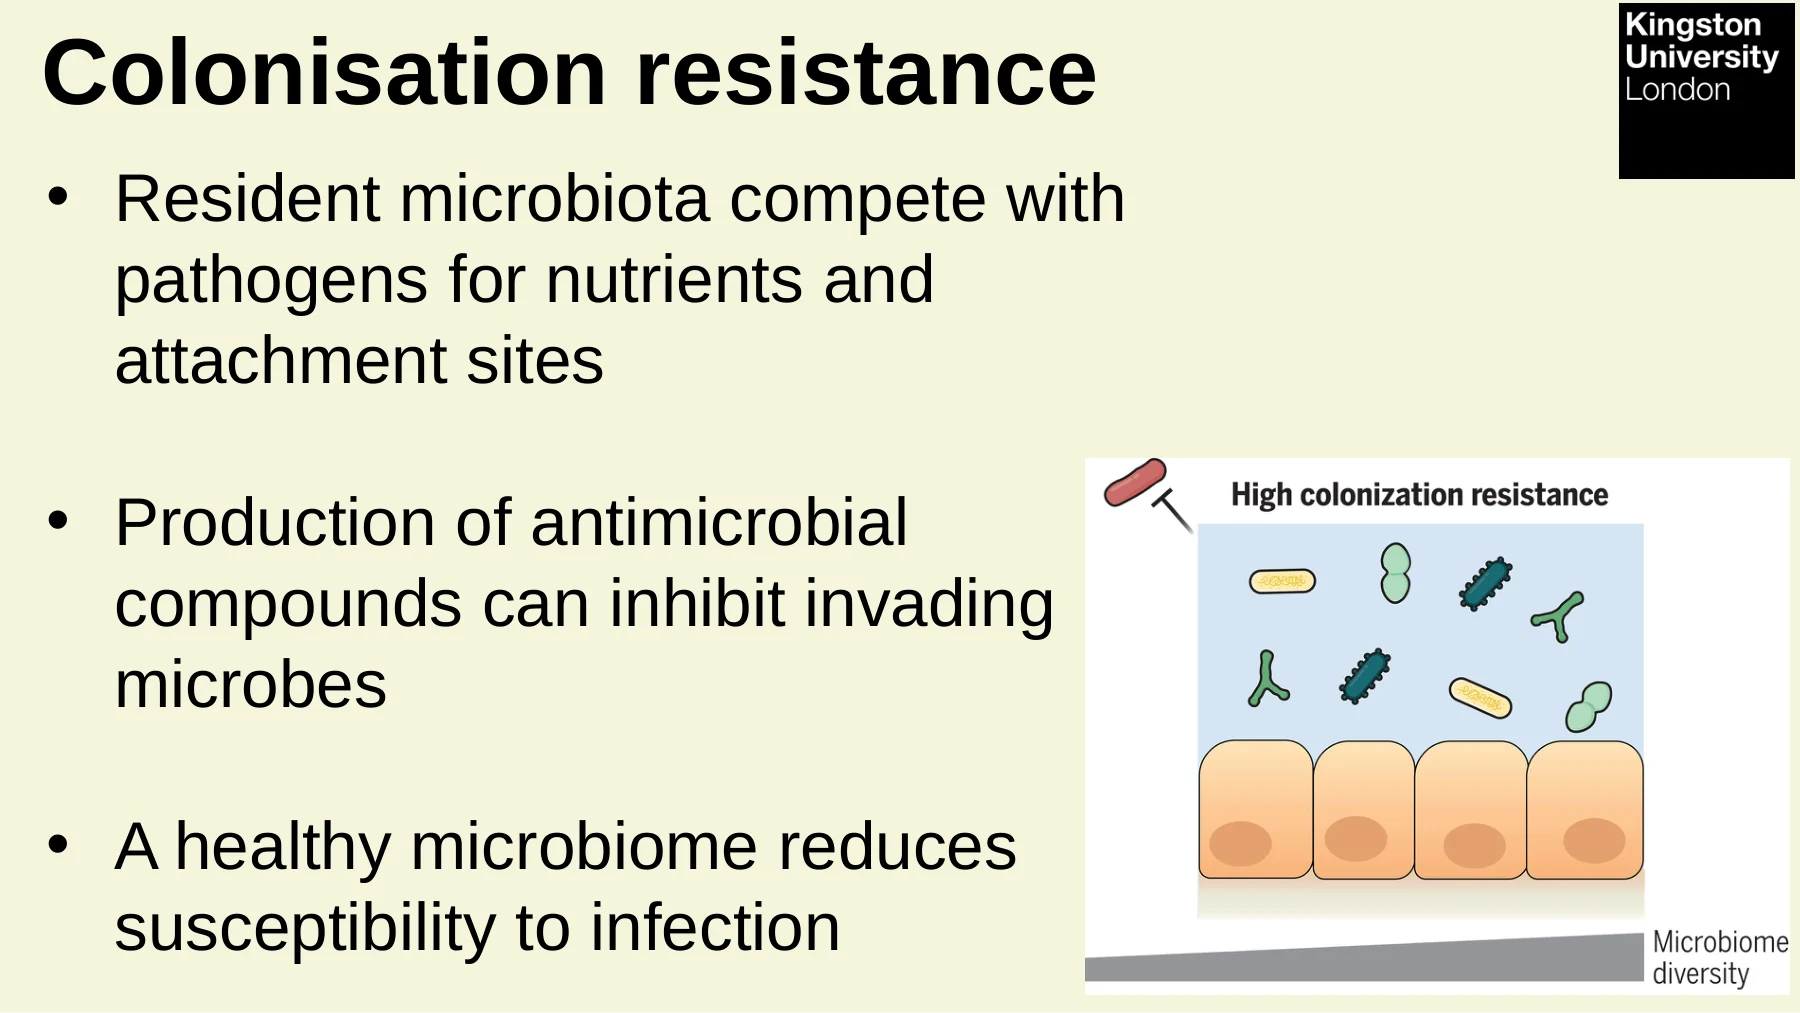 Colonisation resistance
Kingston
University
London
• Resident microbiota compete with
pathogens for nutrients and
attachment sites
• Production of antimicrobial
compounds can inhibit invading
microbes
• A healthy microbiome reduces
susceptibility to infection
High colonization resistance
Microbiome
diversity